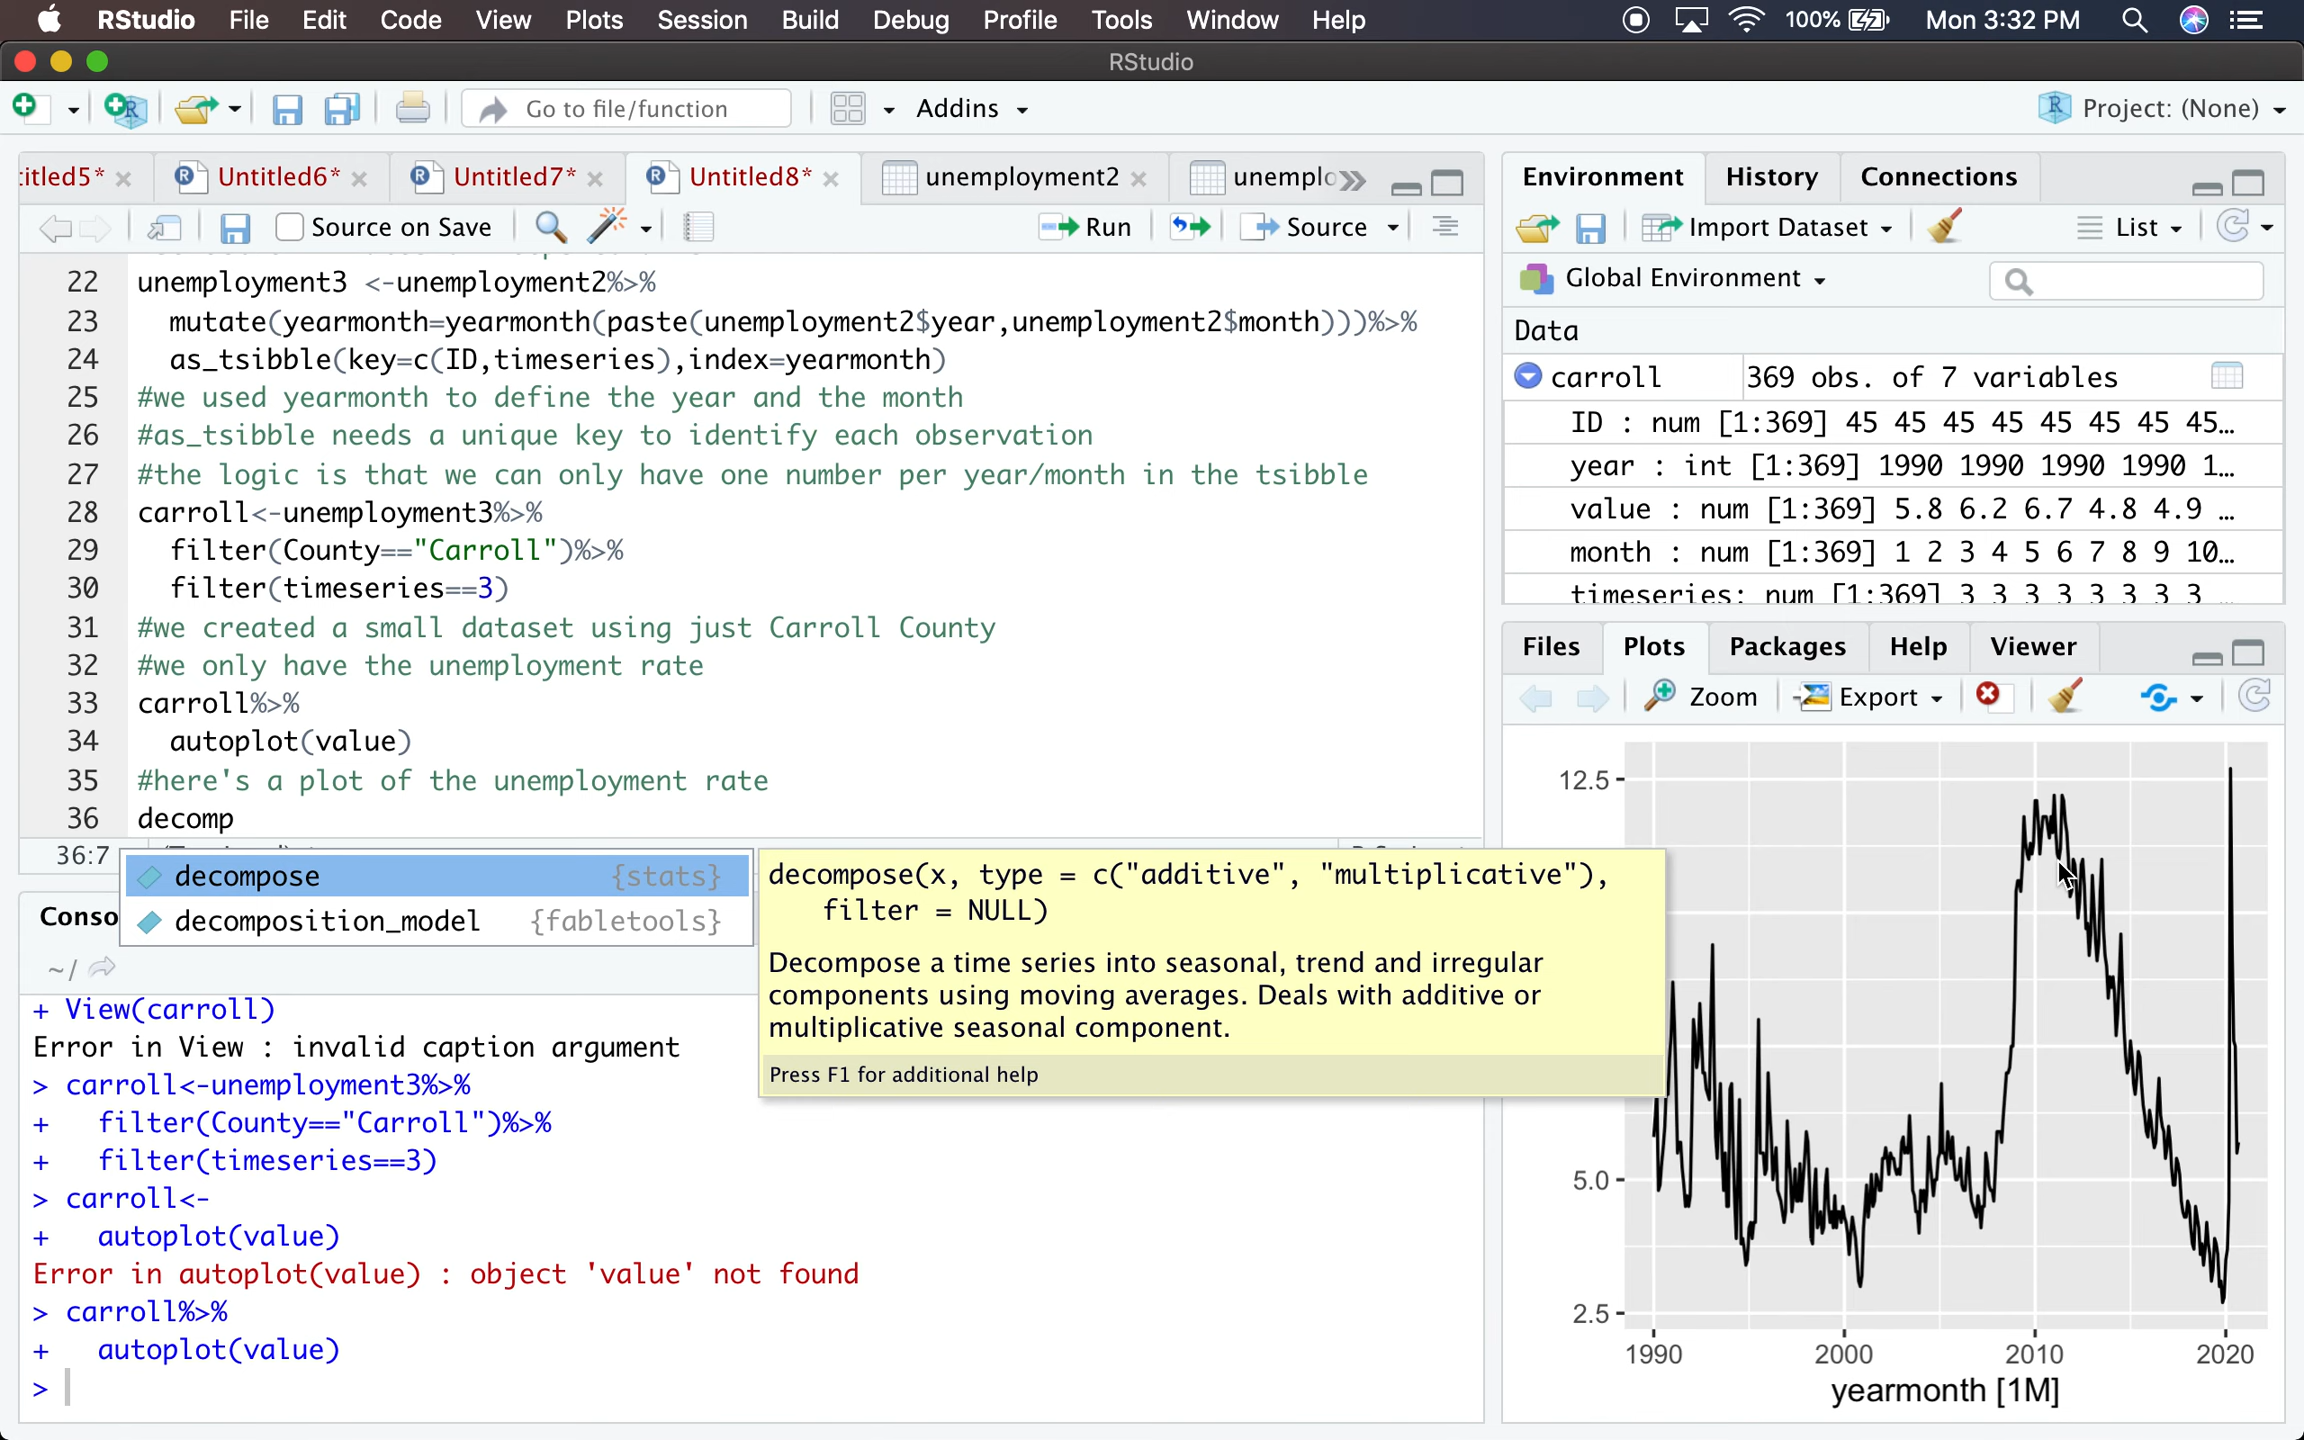 RStudio File Edit Code View Plots Session Build Debug Profile Tools Window Help 100% Mon 3:32 PM
RStudio
Go to file/function Addins Project: (None)
titled5* Untitled6* Untitled7* Untitled8* unemployment2 unemplo
Source on Save Run Source
22 unemployment3 <-unemployment2%>%
23 mutate(yearmonth=yearmonth(paste(unemployment2$year,unemployment2$month)))%>%
24 as_tsibble(key=c(ID,timeseries),index=yearmonth)
25 #we used yearmonth to define the year and the month
26 #as_tsibble needs a unique key to identify each observation
27 #the logic is that we can only have one number per year/month in the tsibble
28 carroll<-unemployment3%>%
29 filter(County=="Carroll")%>%
30 filter(timeseries==3)
31 #we created a small dataset using just Carroll County
32 #we only have the unemployment rate
33 carroll%>%
34 autoplot(value)
35 #here's a plot of the unemployment rate
36 decomp
36:7
decompose {stats}
decomposition_model {fabletools}
decompose(x, type = c("additive", "multiplicative"),
filter = NULL)
Decompose a time series into seasonal, trend and irregular
components using moving averages. Deals with additive or
multiplicative seasonal component.
Press F1 for additional help
Conso
~/
+ View(carroll)
Error in View : invalid caption argument
> carroll<-unemployment3%>%
+ filter(County=="Carroll")%>%
+ filter(timeseries==3)
> carroll<-
+ autoplot(value)
Error in autoplot(value) : object 'value' not found
> carroll%>%
+ autoplot(value)
>
Environment History Connections
Import Dataset List
Global Environment
Data
carroll 369 obs. of 7 variables
ID : num [1:369] 45 45 45 45 45 45 45 45…
year : int [1:369] 1990 1990 1990 1990 1…
value : num [1:369] 5.8 6.2 6.7 4.8 4.9 …
month : num [1:369] 1 2 3 4 5 6 7 8 9 10…
timeseries: num [1:369] 3 3 3 3 3 3 3 3 …
Files Plots Packages Help Viewer
Zoom Export
12.5
5.0
2.5
1990 2000 2010 2020
yearmonth [1M]